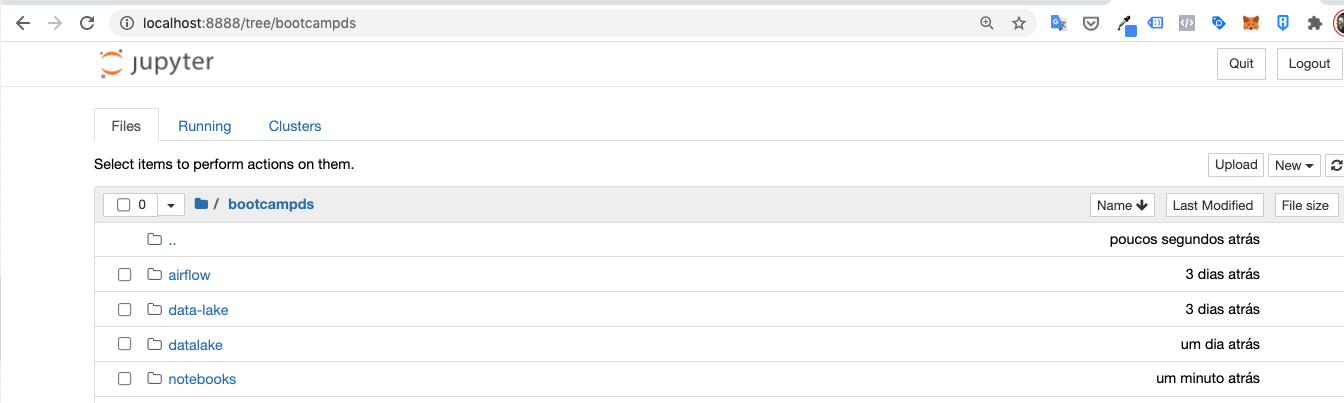 localhost:8888/tree/bootcampds
jupyter
Quit Logout
Files Running Clusters
Select items to perform actions on them.
Upload New
0 / bootcampds Name Last Modified File size
.. poucos segundos atrás
airflow 3 dias atrás
data-lake 3 dias atrás
datalake um dia atrás
notebooks um minuto atrás